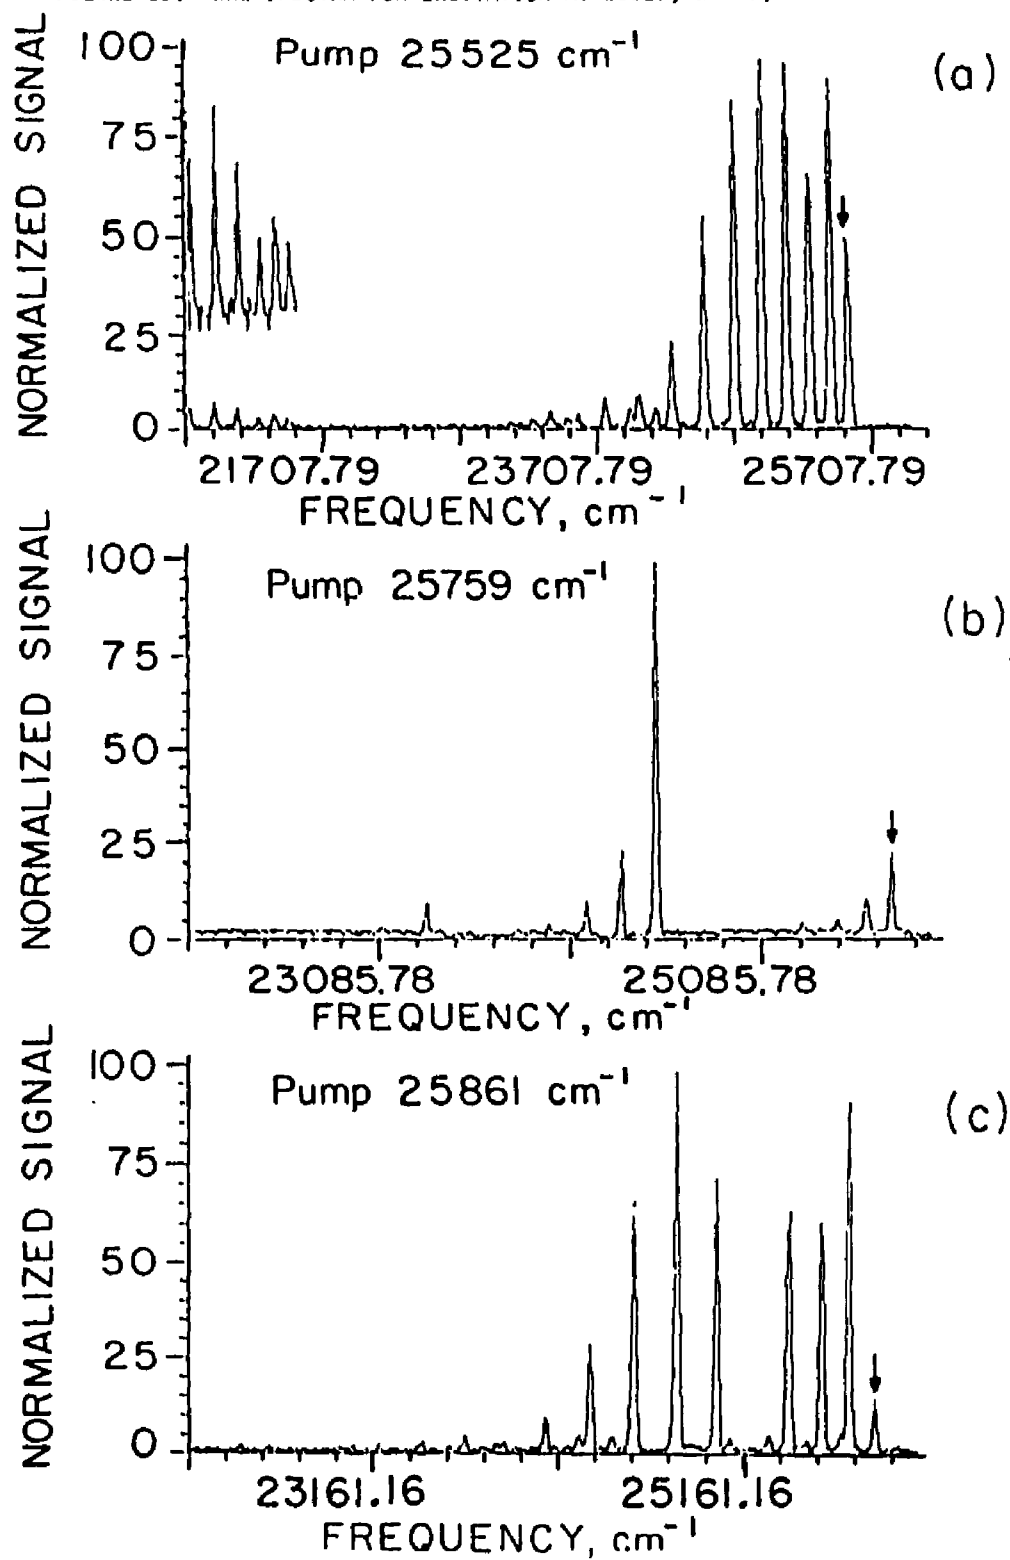 Pump 25525 cm⁻¹
(a)
NORMALIZED SIGNAL
100
75
50
25
0
21707.79 23707.79 25707.79
FREQUENCY, cm⁻¹
Pump 25759 cm⁻¹
(b)
NORMALIZED SIGNAL
100
75
50
25
0
23085.78 25085.78
FREQUENCY, cm⁻¹
Pump 25861 cm⁻¹
(c)
NORMALIZED SIGNAL
100
75
50
25
0
23161.16 25161.16
FREQUENCY, cm⁻¹